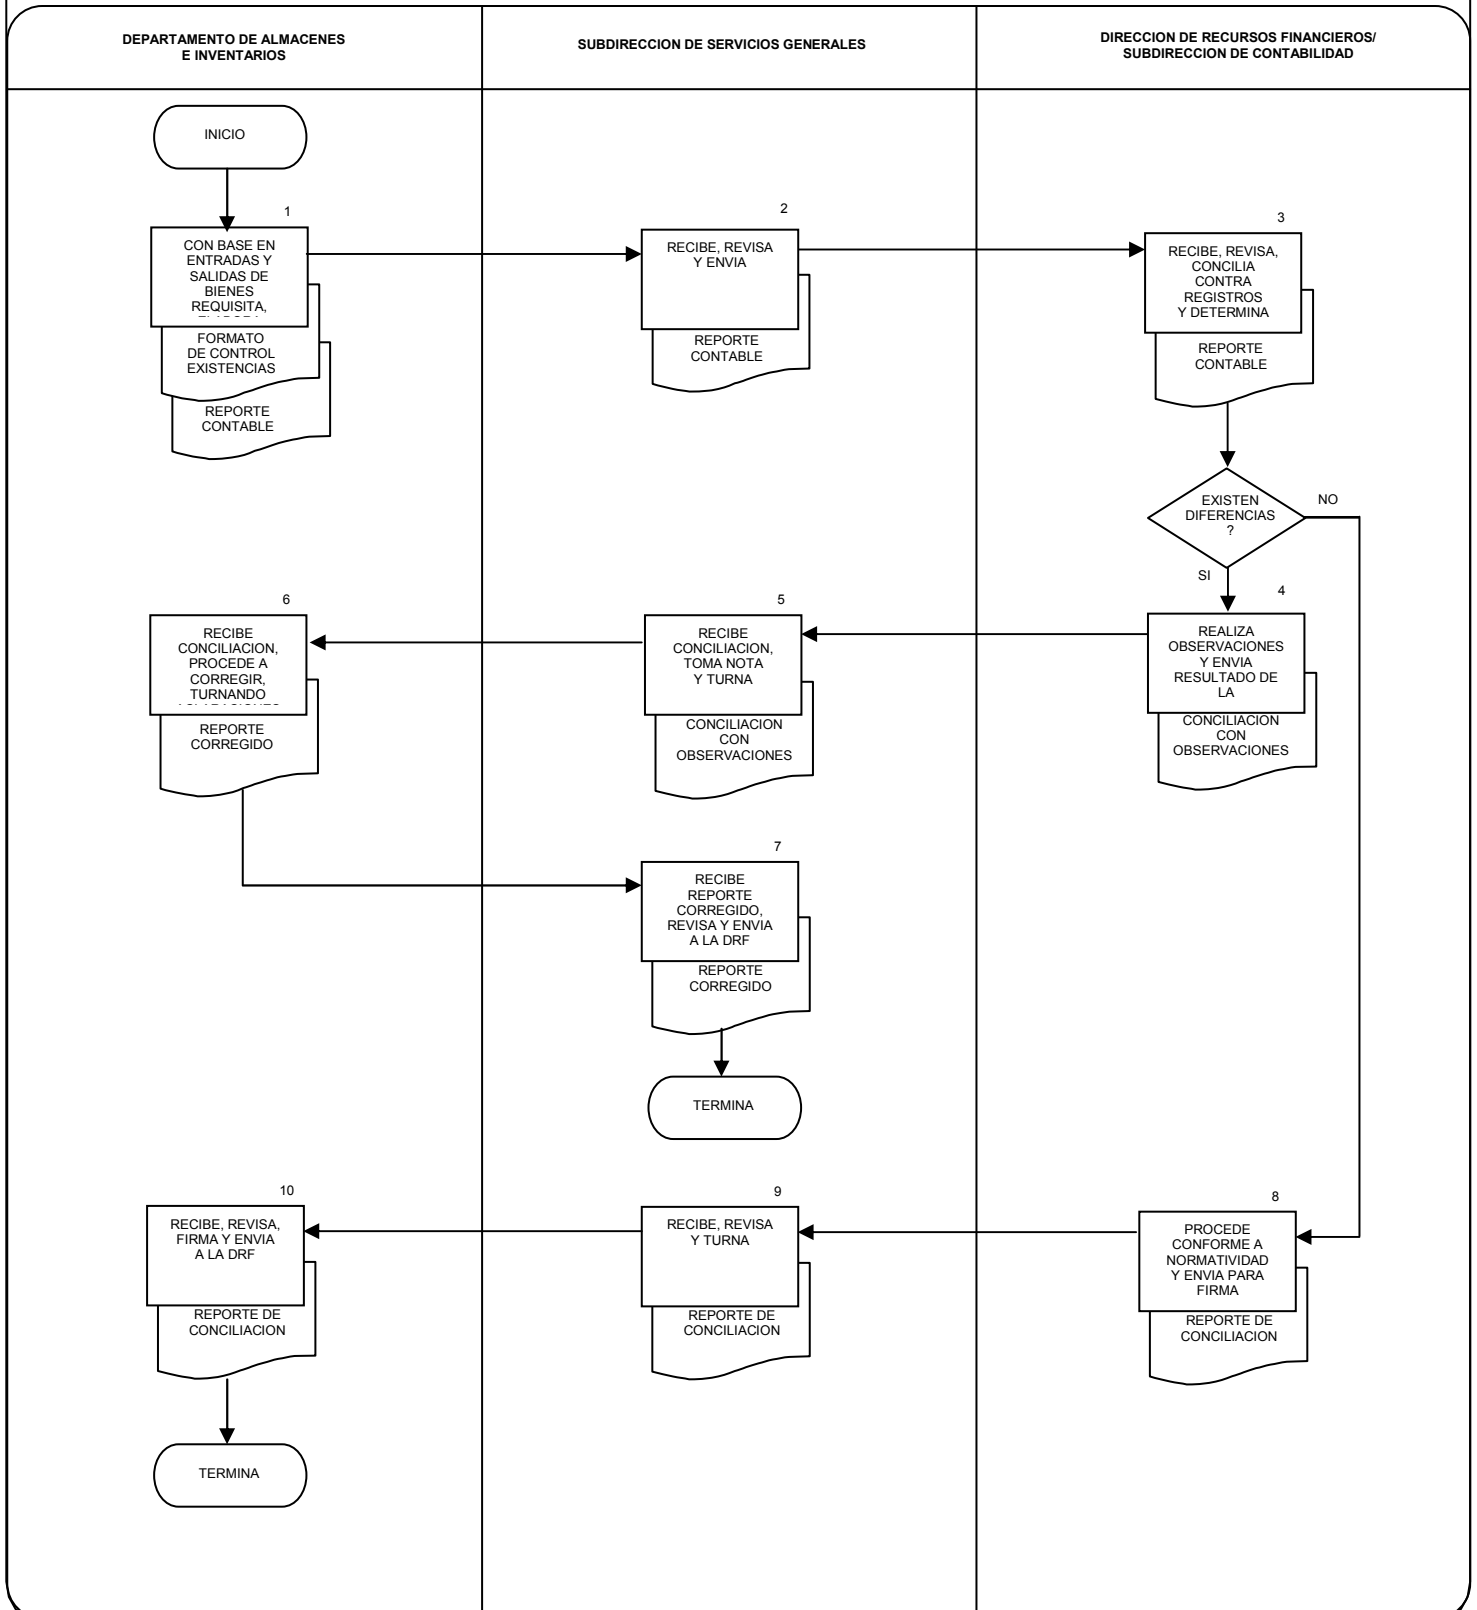 DEPARTAMENTO DE ALMACENES
E INVENTARIOS
SUBDIRECCION DE SERVICIOS GENERALES
DIRECCION DE RECURSOS FINANCIEROS/
SUBDIRECCION DE CONTABILIDAD
INICIO
1
CON BASE EN
ENTRADAS Y
SALIDAS DE
BIENES
REQUISITA,
FORMATO
DE CONTROL
EXISTENCIAS
REPORTE
CONTABLE
2
RECIBE, REVISA
Y ENVIA
REPORTE
CONTABLE
3
RECIBE, REVISA,
CONCILIA
CONTRA
REGISTROS
Y DETERMINA
REPORTE
CONTABLE
EXISTEN
DIFERENCIAS
?
NO
SI
4
REALIZA
OBSERVACIONES
Y ENVIA
RESULTADO DE
LA
CONCILIACION
CON
OBSERVACIONES
5
RECIBE
CONCILIACION,
TOMA NOTA
Y TURNA
CONCILIACION
CON
OBSERVACIONES
6
RECIBE
CONCILIACION,
PROCEDE A
CORREGIR,
TURNANDO
REPORTE
CORREGIDO
7
RECIBE
REPORTE
CORREGIDO,
REVISA Y ENVIA
A LA DRF
REPORTE
CORREGIDO
TERMINA
8
PROCEDE
CONFORME A
NORMATIVIDAD
Y ENVIA PARA
FIRMA
REPORTE DE
CONCILIACION
9
RECIBE, REVISA
Y TURNA
REPORTE DE
CONCILIACION
10
RECIBE, REVISA,
FIRMA Y ENVIA
A LA DRF
REPORTE DE
CONCILIACION
TERMINA